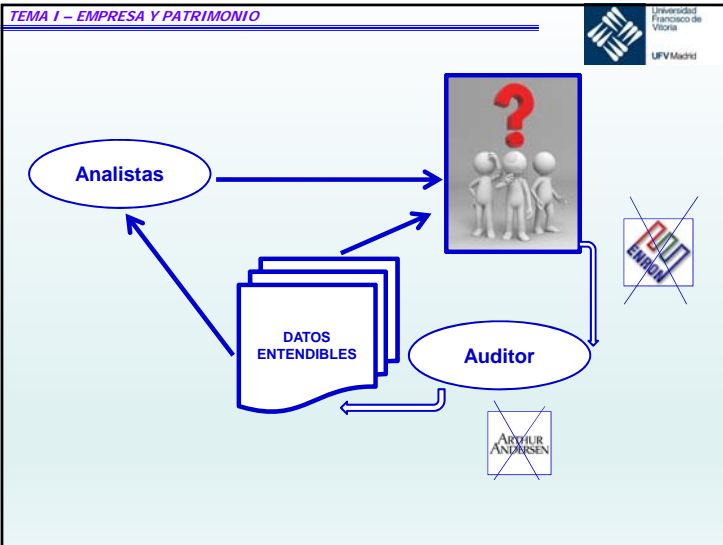 TEMA I – EMPRESA Y PATRIMONIO
Universidad
Francisco de
Vitoria
UFV Madrid
Analistas
?
ENRON
DATOS
ENTENDIBLES
Auditor
ARTHUR
ANDERSEN